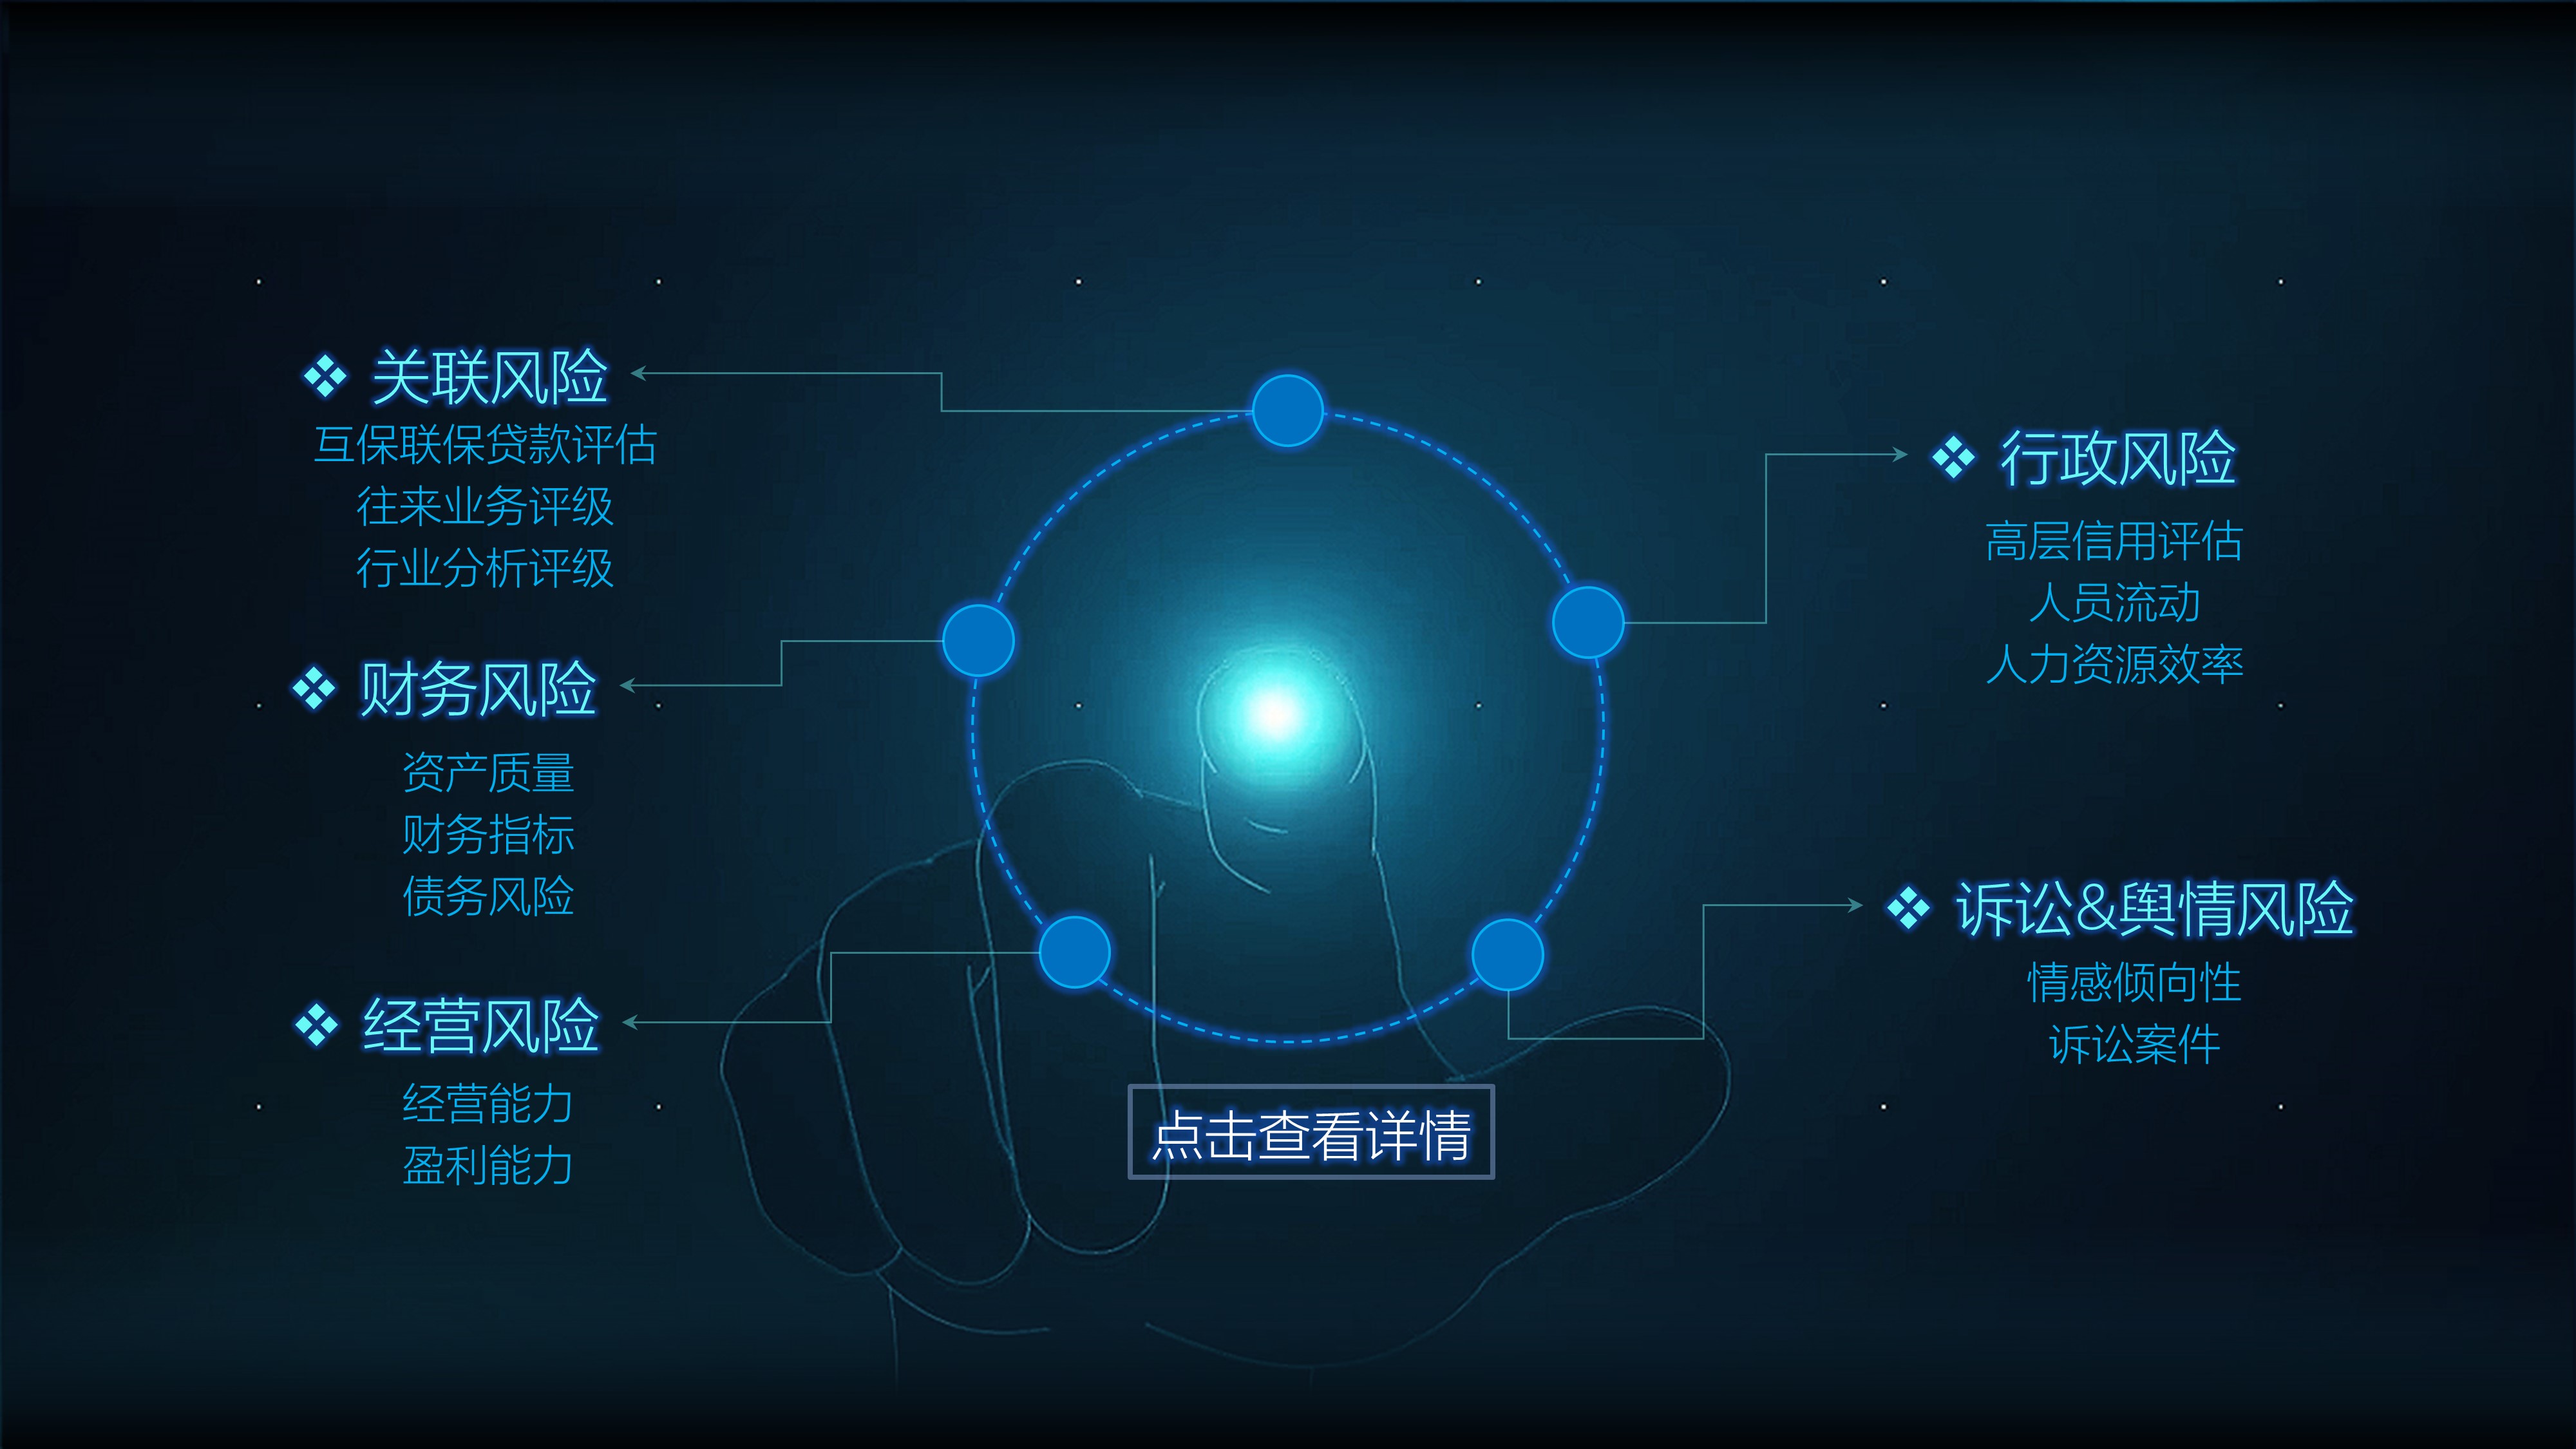 关联风险
互保联保贷款评估
往来业务评级
行业分析评级
财务风险
资产质量
财务指标
债务风险
经营风险
经营能力
盈利能力
行政风险
高层信用评估
人员流动
人力资源效率
诉讼&舆情风险
情感倾向性
诉讼案件
点击查看详情